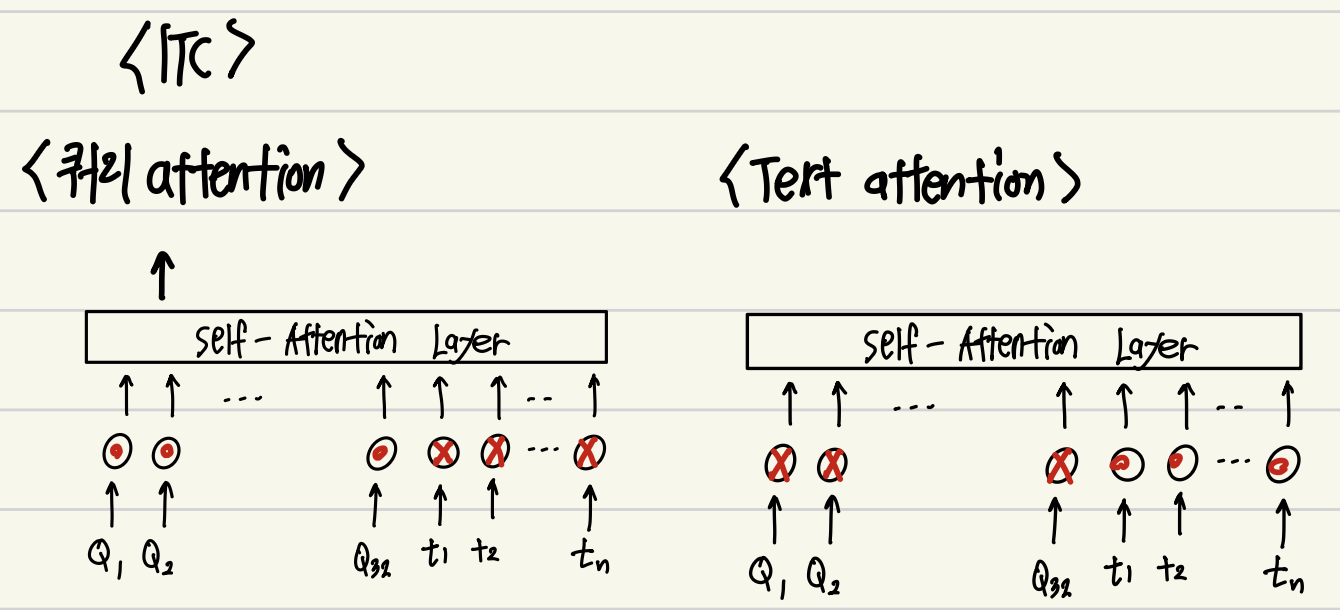 <ITC>
<쿼리 attention>
<Text attention>
Self-Attention Layer
Q1 Q2 Q32 t1 t2 ... tn
Self-Attention Layer
Q1 Q2 Q32 t1 t2 ... tn